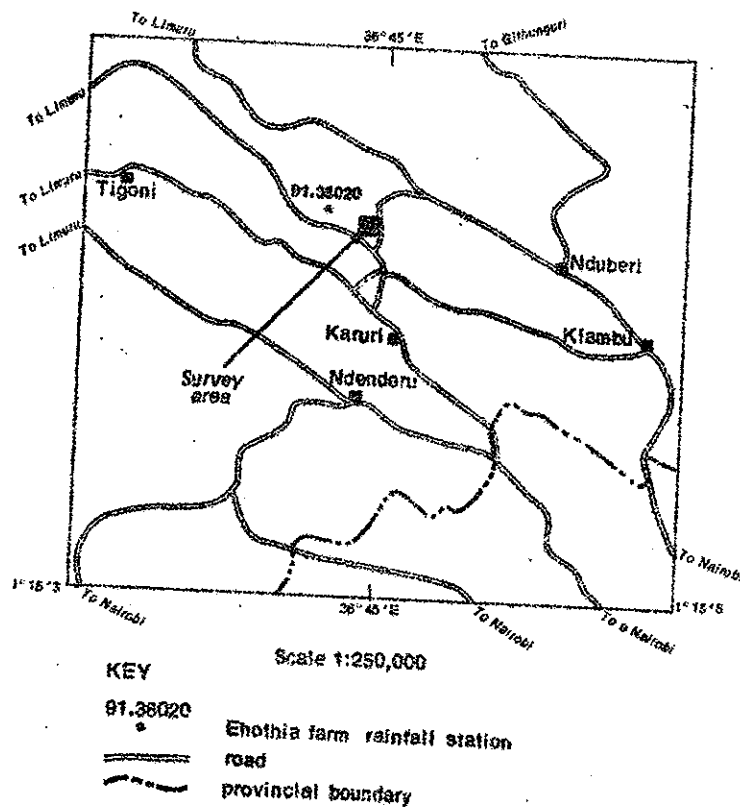 To Limuru
36°45'E
To Githunguri
To Limuru
91.38020
To Limuru
Tigoni
To Limuru
Nduberi
Karuri
Kiambu
Survey
area
Ndenderu
1°15'S
To Nairobi
36°45'E
To Nairobi
To Nairobi
To Nairobi
1°15'S
Scale 1:250,000
KEY
91.38020
Ehothia farm rainfall station
road
provincial boundary